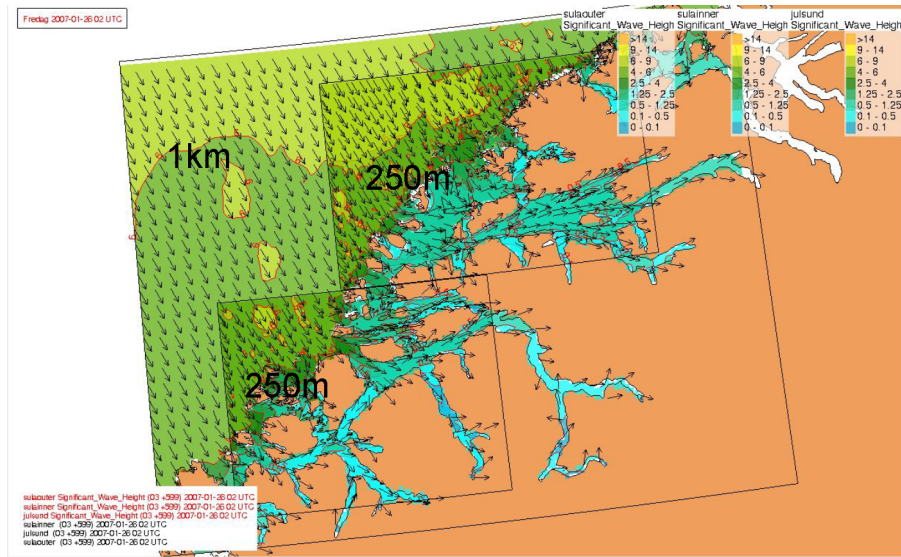 Fredag 2007-01-26 02 UTC
sulaouter sulainner julsund
Significant_Wave_Heigh Significant_Wave_Heigh Significant_Wave_Heigh
>14 >14 >14
9 - 14 9 - 14 9 - 14
6 - 9 6 - 9 6 - 9
4 - 6 4 - 6 4 - 6
2.5 - 4 2.5 - 4 2.5 - 4
1.25 - 2.5 1.25 - 2.5 1.25 - 2.5
0.5 - 1.25 0.5 - 1.25 0.5 - 1.25
0.1 - 0.5 0.1 - 0.5 0.1 - 0.5
0 - 0.1 0 - 0.1 0 - 0.1
1km
250m
250m
sulaouter Significant_Wave_Height (03 +599) 2007-01-26 02 UTC
sulainner Significant_Wave_Height (03 +599) 2007-01-26 02 UTC
julsund Significant_Wave_Height (03 +599) 2007-01-26 02 UTC
sulainner (03 +599) 2007-01-26 02 UTC
julsund (03 +599) 2007-01-26 02 UTC
sulaouter (03 +599) 2007-01-26 02 UTC